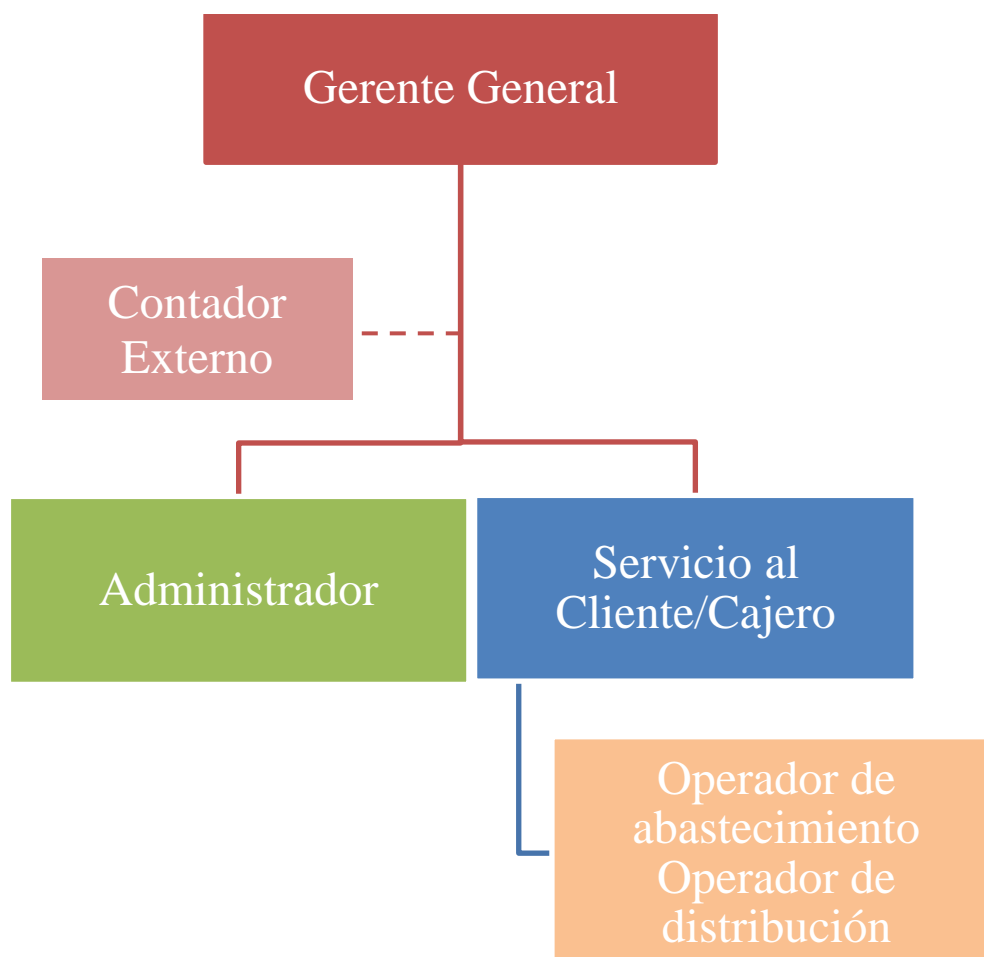 Gerente General
Contador
Externo
Administrador
Servicio al
Cliente/Cajero
Operador de
abastecimiento
Operador de
distribución